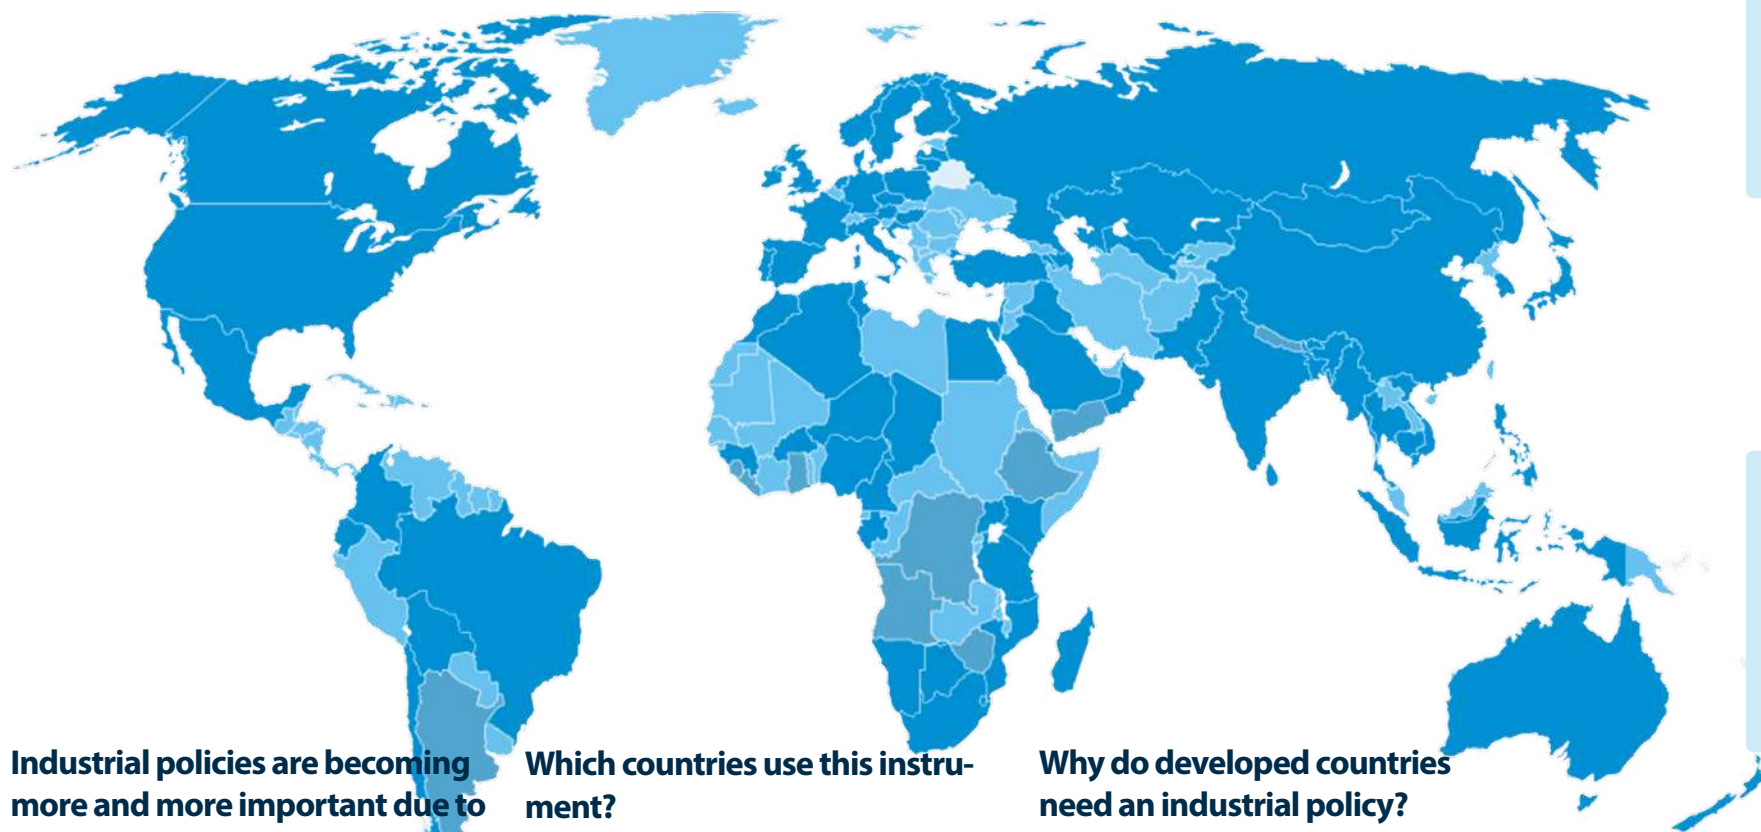 Industrial policies are becoming
more and more important due to
Which countries use this instru-
ment?
Why do developed countries
need an industrial policy?